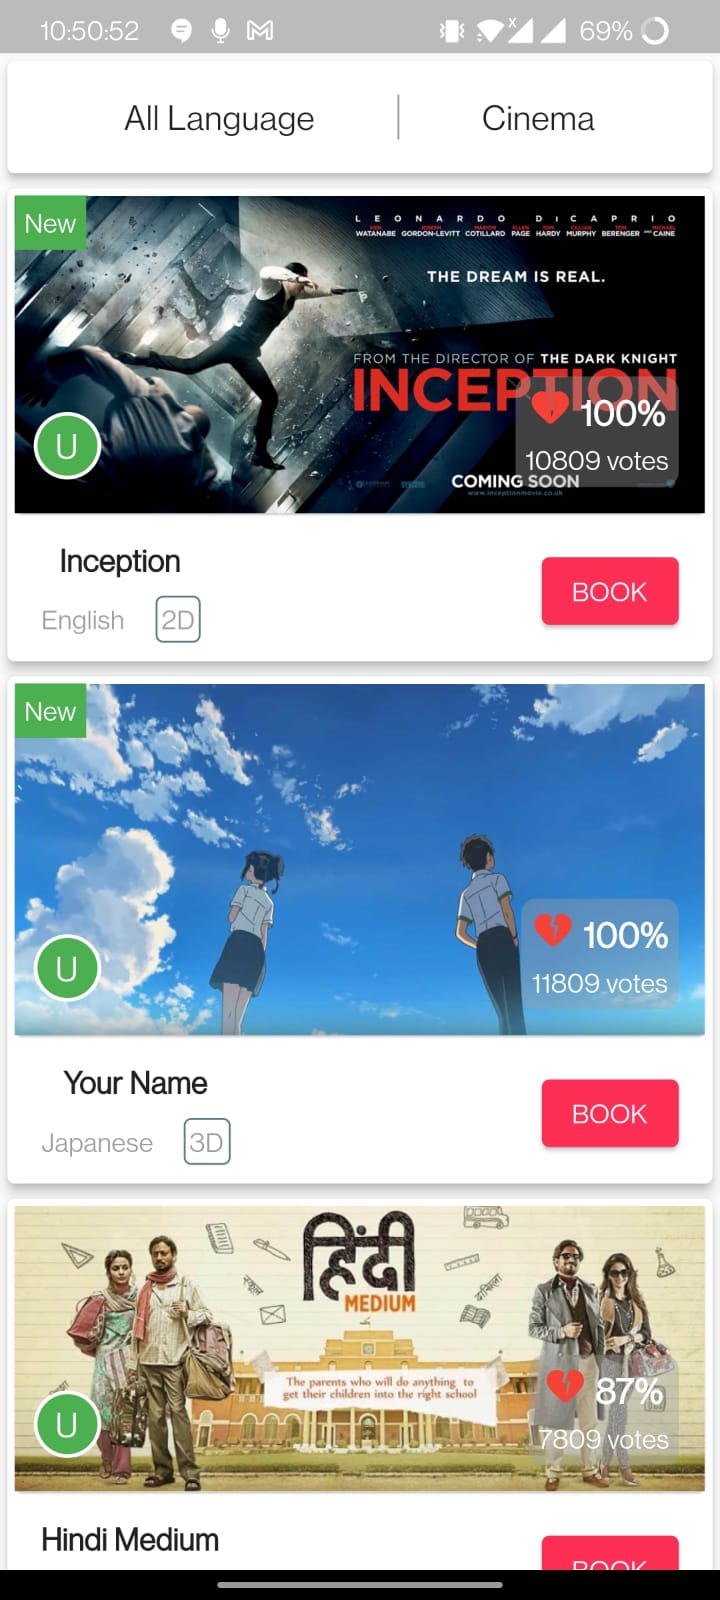 10:50:52
x
69%
All Language
Cinema
New
LEONARDO DiCAPRIO
KEN WATANABE JOSEPH GORDON-LEVITT MARION COTILLARD ELLEN PAGE TOM HARDY CILLIAN MURPHY TOM BERENGER AND MICHAEL CAINE
THE DREAM IS REAL.
FROM THE DIRECTOR OF THE DARK KNIGHT
INCEPTION
100%
U
10809 votes
COMING SOON
www.inceptionmovie.co.uk
Inception
BOOK
English
2D
New
100%
U
11809 votes
Your Name
BOOK
Japanese
3D
हिंदी
MEDIUM
स्कूल
दाखिला
The parents who will do anything to
get their children into the right school
87%
U
7809 votes
Hindi Medium
BOOK